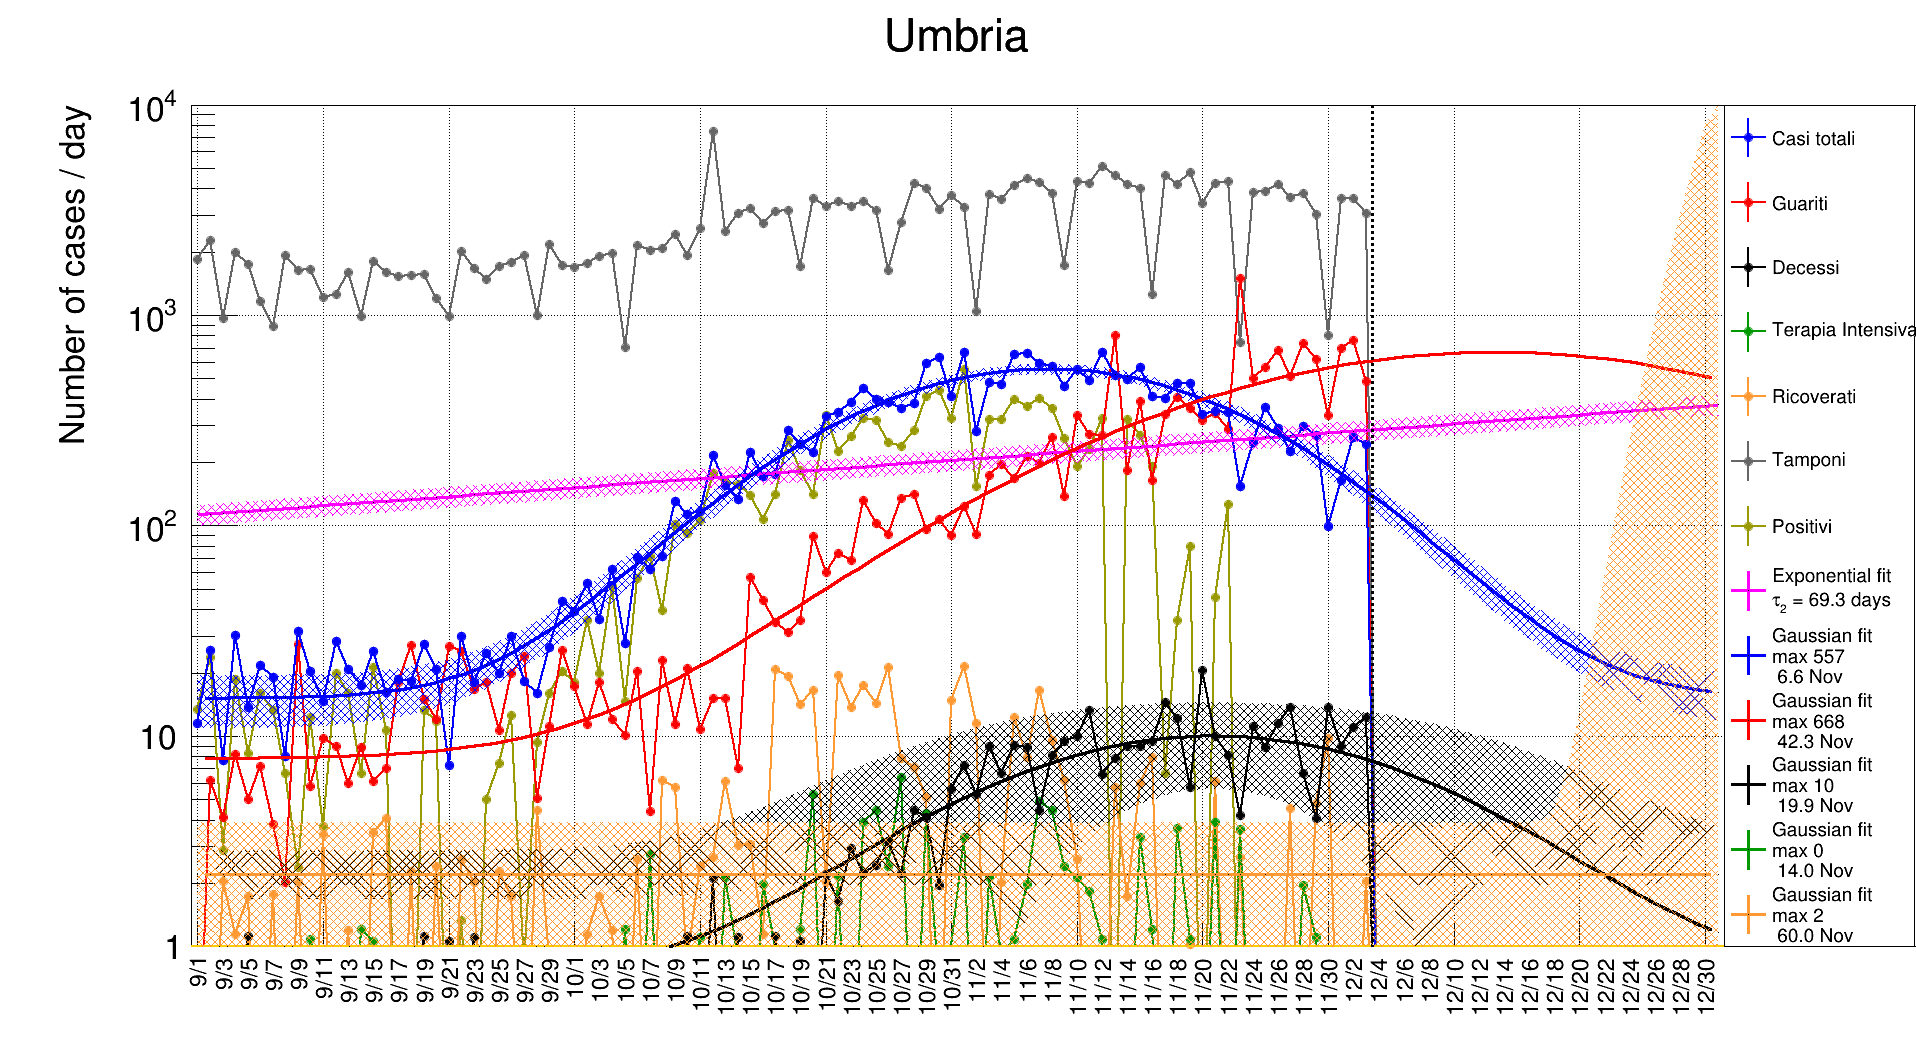 Umbria
Number of cases / day
10⁴
10³
10²
10
1
9/1
9/3
9/5
9/7
9/9
9/11
9/13
9/15
9/17
9/19
9/21
9/23
9/25
9/27
9/29
10/1
10/3
10/5
10/7
10/9
10/11
10/13
10/15
10/17
10/19
10/21
10/23
10/25
10/27
10/29
10/31
11/2
11/4
11/6
11/8
11/10
11/12
11/14
11/16
11/18
11/20
11/22
11/24
11/26
11/28
11/30
12/2
12/4
12/6
12/8
12/10
12/12
12/14
12/16
12/18
12/20
12/22
12/24
12/26
12/28
12/30
Casi totali
Guariti
Decessi
Terapia Intensiva
Ricoverati
Tamponi
Positivi
Exponential fit
τ₂ = 69.3 days
Gaussian fit
max 557
6.6 Nov
Gaussian fit
max 668
42.3 Nov
Gaussian fit
max 10
19.9 Nov
Gaussian fit
max 0
14.0 Nov
Gaussian fit
max 2
60.0 Nov